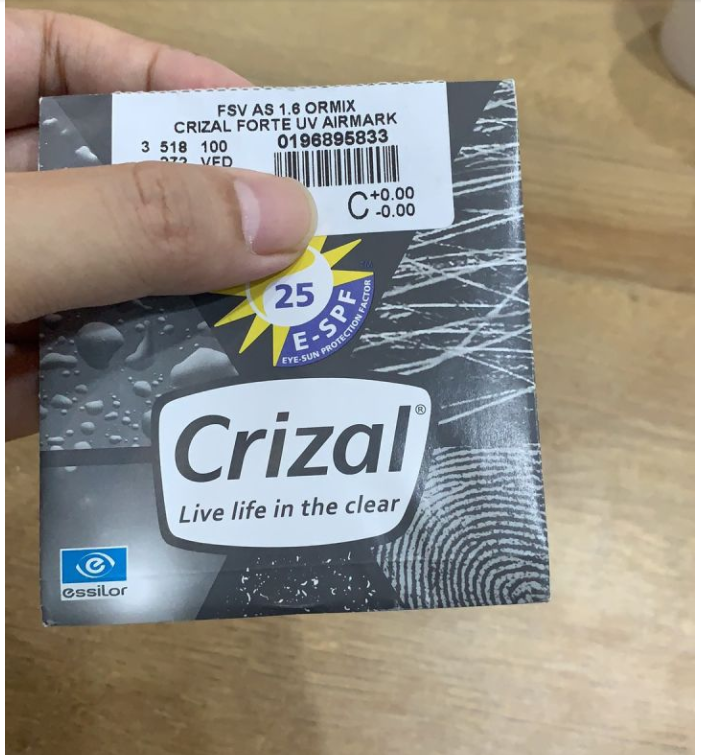 FSV AS 1.6 ORMIX
CRIZAL FORTE UV AIRMARK
3 518 100 0196895833
VFD
C +0.00
-0.00
25
E-SPF
EYE-SUN PROTECTION FACTOR
Crizal®
Live life in the clear
essilor